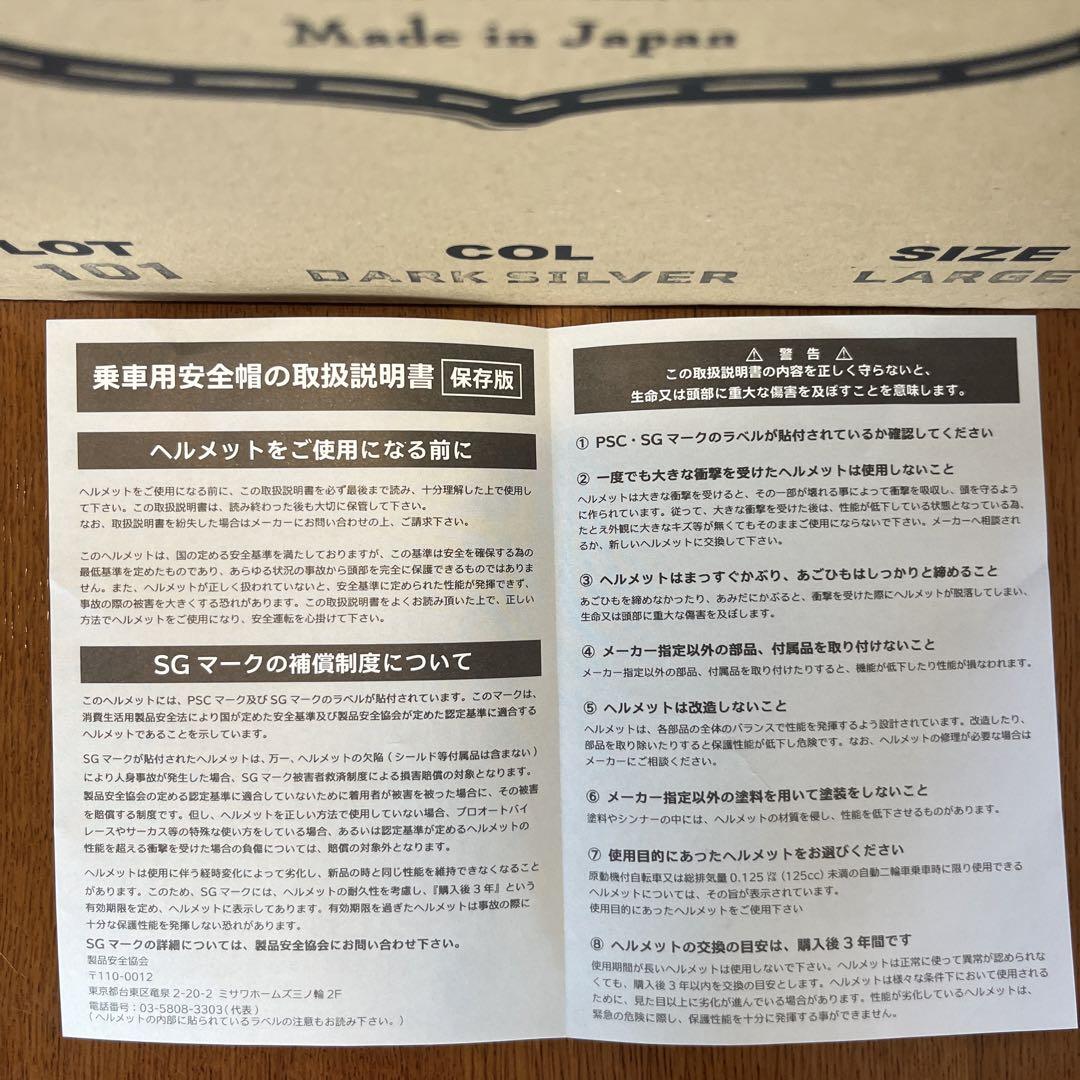 Made in Japan
LOT
101
COL
DARK SILVER
SIZE
LARGE
乗車用安全帽の取扱説明書 保存版
ヘルメットをご使用になる前に
ヘルメットをご使用になる前に、この取扱説明書を必ず最後まで読み、十分理解した上で使用し
て下さい。この取扱説明書は、読み終わった後も大切に保管して下さい。
なお、取扱説明書を紛失した場合はメーカーにお問い合わせの上、ご請求下さい。
このヘルメットは、国の定める安全基準を満たしておりますが、この基準は安全を確保する為の
最低基準を定めたものであり、あらゆる状況の事故から頭部を完全に保護できるものではありま
せん。また、ヘルメットが正しく扱われていないと、安全基準に定められた性能が発揮できず、
事故の際の被害を大きくする恐れがあります。この取扱説明書をよくお読み頂いた上で、正しい
方法でヘルメットをご使用になり、安全運転を心掛けて下さい。
SGマークの補償制度について
このヘルメットには、PSCマーク及びSGマークのラベルが貼付されています。このマークは、
消費生活用製品安全法により国が定めた安全基準及び製品安全協会が定めた認定基準に適合する
ヘルメットであることを示しています。
SGマークが貼付されたヘルメットは、万一、ヘルメットの欠陥(シールド等付属品は含まない)
により人身事故が発生した場合、SGマーク被害者救済制度による損害賠償の対象となります。
製品安全協会の定める認定基準に適合していないために着用者が被害を被った場合に、その被害
を賠償する制度です。但し、ヘルメットを正しい方法で使用していない場合、プロオートバイ
レースやサーカス等の特殊な使い方をしている場合、あるいは認定基準が定めるヘルメットの
性能を超える衝撃を受けた場合の負傷については、賠償の対象外となります。
ヘルメットは使用に伴う経時変化によって劣化し、新品の時と同じ性能を維持できなくなること
があります。このため、SGマークには、ヘルメットの耐久性を考慮し、『購入後3年』という
有効期限を定め、ヘルメットに表示してあります。有効期限を過ぎたヘルメットは事故の際に
十分な保護性能を発揮しない恐れがあります。
SGマークの詳細については、製品安全協会にお問い合わせ下さい。
製品安全協会
〒110-0012
東京都台東区竜泉2-20-2 ミサワホームズ三ノ輪2F
電話番号:03-5808-3303(代表)
(ヘルメットの内部に貼られているラベルの注意もお読み下さい。)
⚠ 警告 ⚠
この取扱説明書の内容を正しく守らないと、
生命又は頭部に重大な傷害を及ぼすことを意味します。
① PSC・SGマークのラベルが貼付されているか確認してください
② 一度でも大きな衝撃を受けたヘルメットは使用しないこと
ヘルメットは大きな衝撃を受けると、その一部が壊れる事によって衝撃を吸収し、頭を守るよう
に作られています。従って、大きな衝撃を受けた後は、性能が低下している状態となっている為、
たとえ外観に大きなキズ等が無くてもそのままご使用にならないで下さい。メーカーへ相談され
るか、新しいヘルメットに交換して下さい。
③ ヘルメットはまっすぐかぶり、あごひもはしっかりと締めること
あごひもを締めなかったり、あみだにかぶると、衝撃を受けた際にヘルメットが脱落してしまい、
生命又は頭部に重大な傷害を及ぼします。
④ メーカー指定以外の部品、付属品を取り付けないこと
メーカー指定以外の部品、付属品を取り付けたりすると、機能が低下したり性能が損なわれます。
⑤ ヘルメットは改造しないこと
ヘルメットは、各部品の全体のバランスで性能を発揮するよう設計されています。改造したり、
部品を取り除いたりすると保護性能が低下し危険です。なお、ヘルメットの修理が必要な場合は
メーカーにご相談ください。
⑥ メーカー指定以外の塗料を用いて塗装をしないこと
塗料やシンナーの中には、ヘルメットの材質を侵し、性能を低下させるものがあります。
⑦ 使用目的にあったヘルメットをお選びください
原動機付自転車又は総排気量0.125㍑(125cc)未満の自動二輪車乗車時に限り使用できる
ヘルメットについては、その旨が表示されています。
使用目的にあったヘルメットをご使用下さい
⑧ ヘルメットの交換の目安は、購入後3年間です
使用期間が長いヘルメットは使用しないで下さい。ヘルメットは正常に使って異常が認められな
くても、購入後3年以内を交換の目安とします。ヘルメットは様々な条件下において使用される
ために、見た目以上に劣化が進んでいる場合があります。性能が劣化しているヘルメットは、
緊急の危険に際し、保護性能を十分に発揮する事ができません。